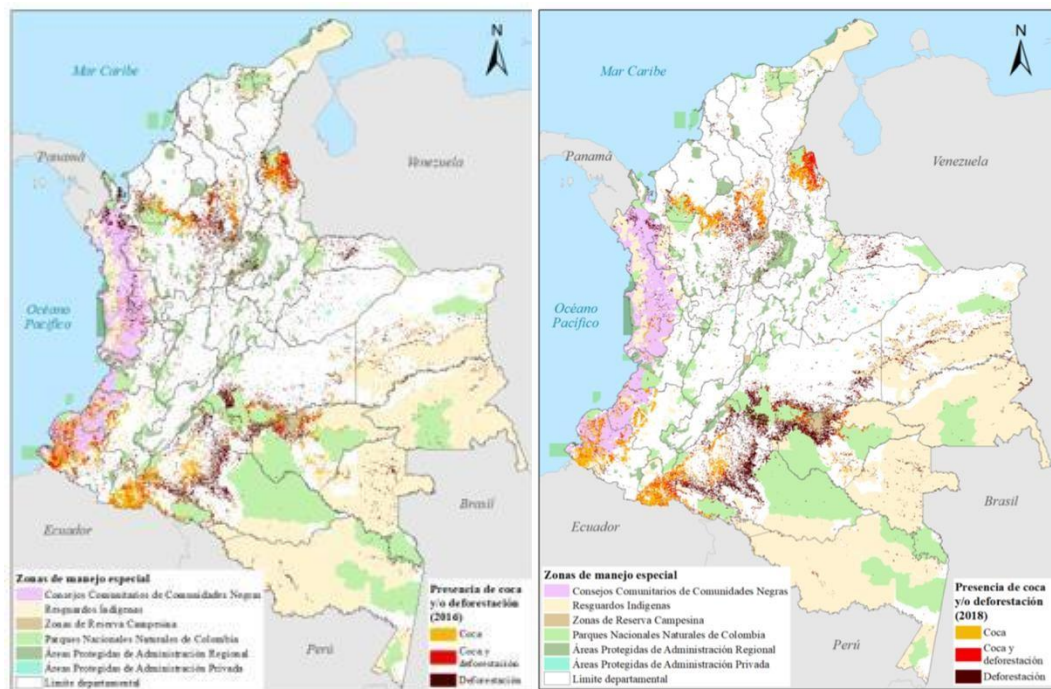 N
Mar Caribe
Panamá
Venezuela
Océano
Pacífico
Ecuador
Brasil
Perú
Zonas de manejo especial
Consejos Comunitarios de Comunidades Negras
Resguardos Indígenas
Zonas de Reserva Campesina
Parques Nacionales Naturales de Colombia
Áreas Protegidas de Administración Regional
Áreas Protegidas de Administración Privada
Límite departamental
Presencia de coca
y/o deforestación
(2016)
Coca
Coca y
deforestación
Deforestación
N
Mar Caribe
Panamá
Venezuela
Océano
Pacífico
Ecuador
Brasil
Perú
Zonas de manejo especial
Consejos Comunitarios de Comunidades Negras
Resguardos Indígenas
Zonas de Reserva Campesina
Parques Nacionales Naturales de Colombia
Áreas Protegidas de Administración Regional
Áreas Protegidas de Administración Privada
Límite departamental
Presencia de coca
y/o deforestación
(2018)
Coca
Coca y
deforestación
Deforestación